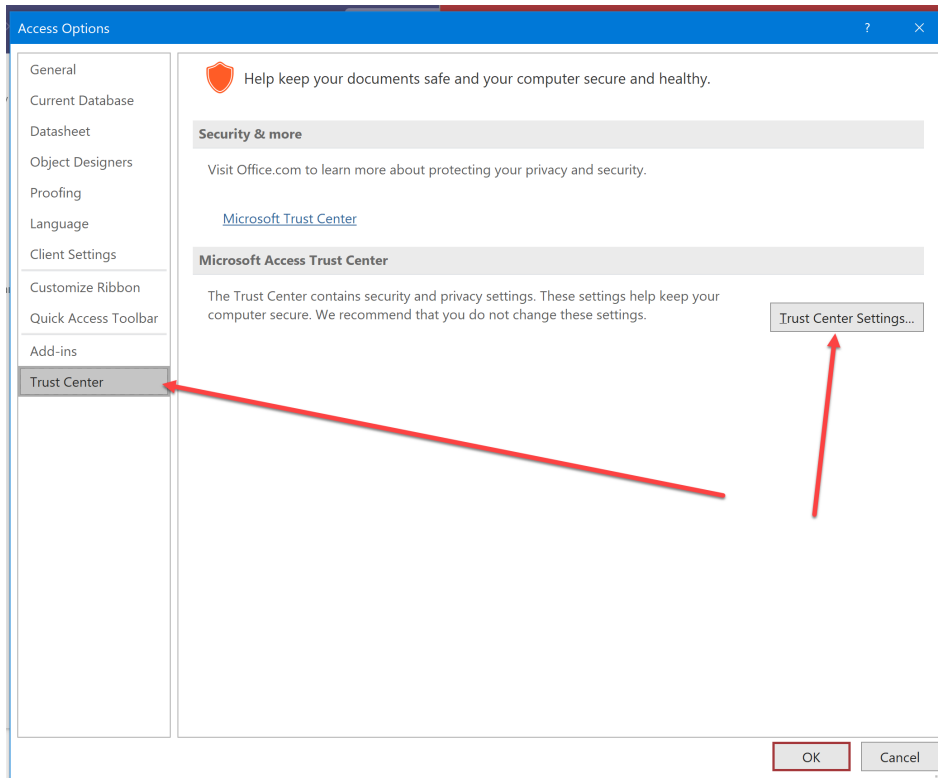 Access Options
?
General
Current Database
Datasheet
Object Designers
Proofing
Language
Client Settings
Customize Ribbon
Quick Access Toolbar
Add-ins
Trust Center
Help keep your documents safe and your computer secure and healthy.
Security & more
Visit Office.com to learn more about protecting your privacy and security.
Microsoft Trust Center
Microsoft Access Trust Center
The Trust Center contains security and privacy settings. These settings help keep your
computer secure. We recommend that you do not change these settings.
Trust Center Settings...
OK
Cancel